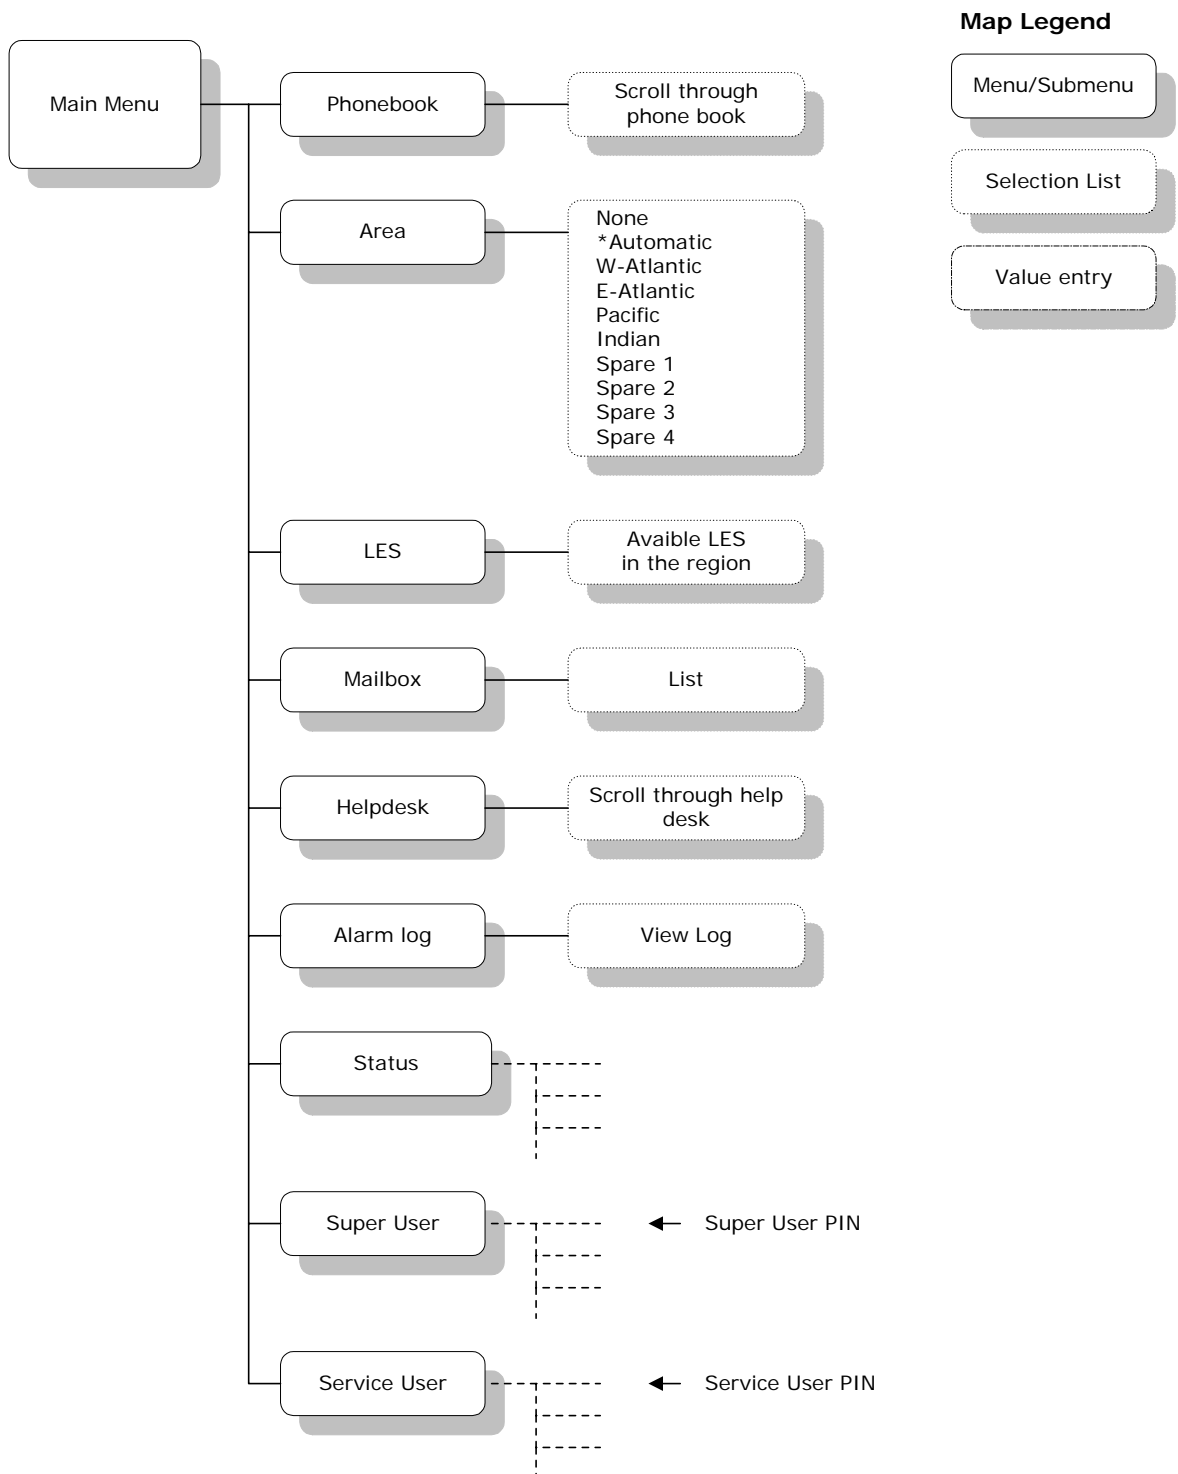 Map Legend
Main Menu
Phonebook
Scroll through
phone book
Menu/Submenu
Selection List
Value entry
Area
None
*Automatic
W-Atlantic
E-Atlantic
Pacific
Indian
Spare 1
Spare 2
Spare 3
Spare 4
LES
Avaible LES
in the region
Mailbox
List
Helpdesk
Scroll through help
desk
Alarm log
View Log
Status
Super User
Super User PIN
Service User
Service User PIN